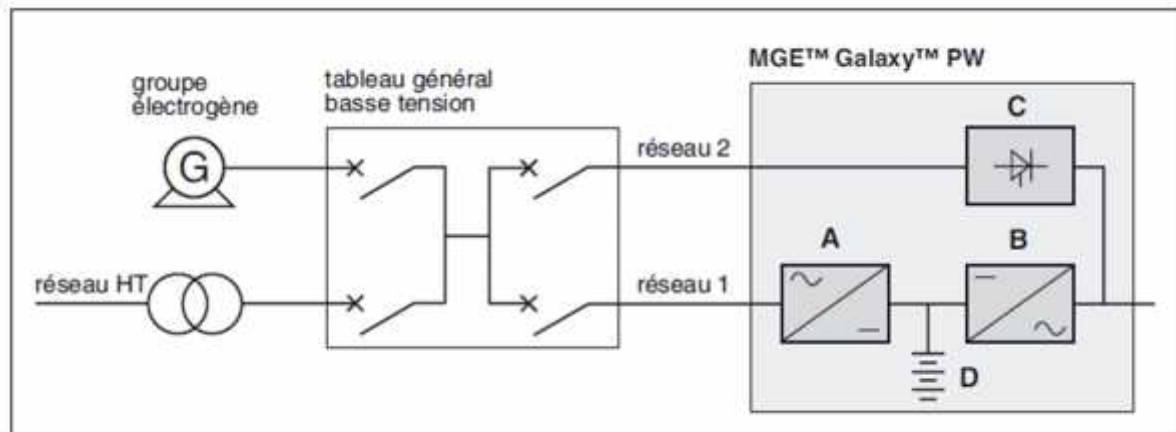 MGE™ Galaxy™ PW
groupe
électrogène
tableau général
basse tension
C
réseau 2
G
A
B
réseau HT
réseau 1
D